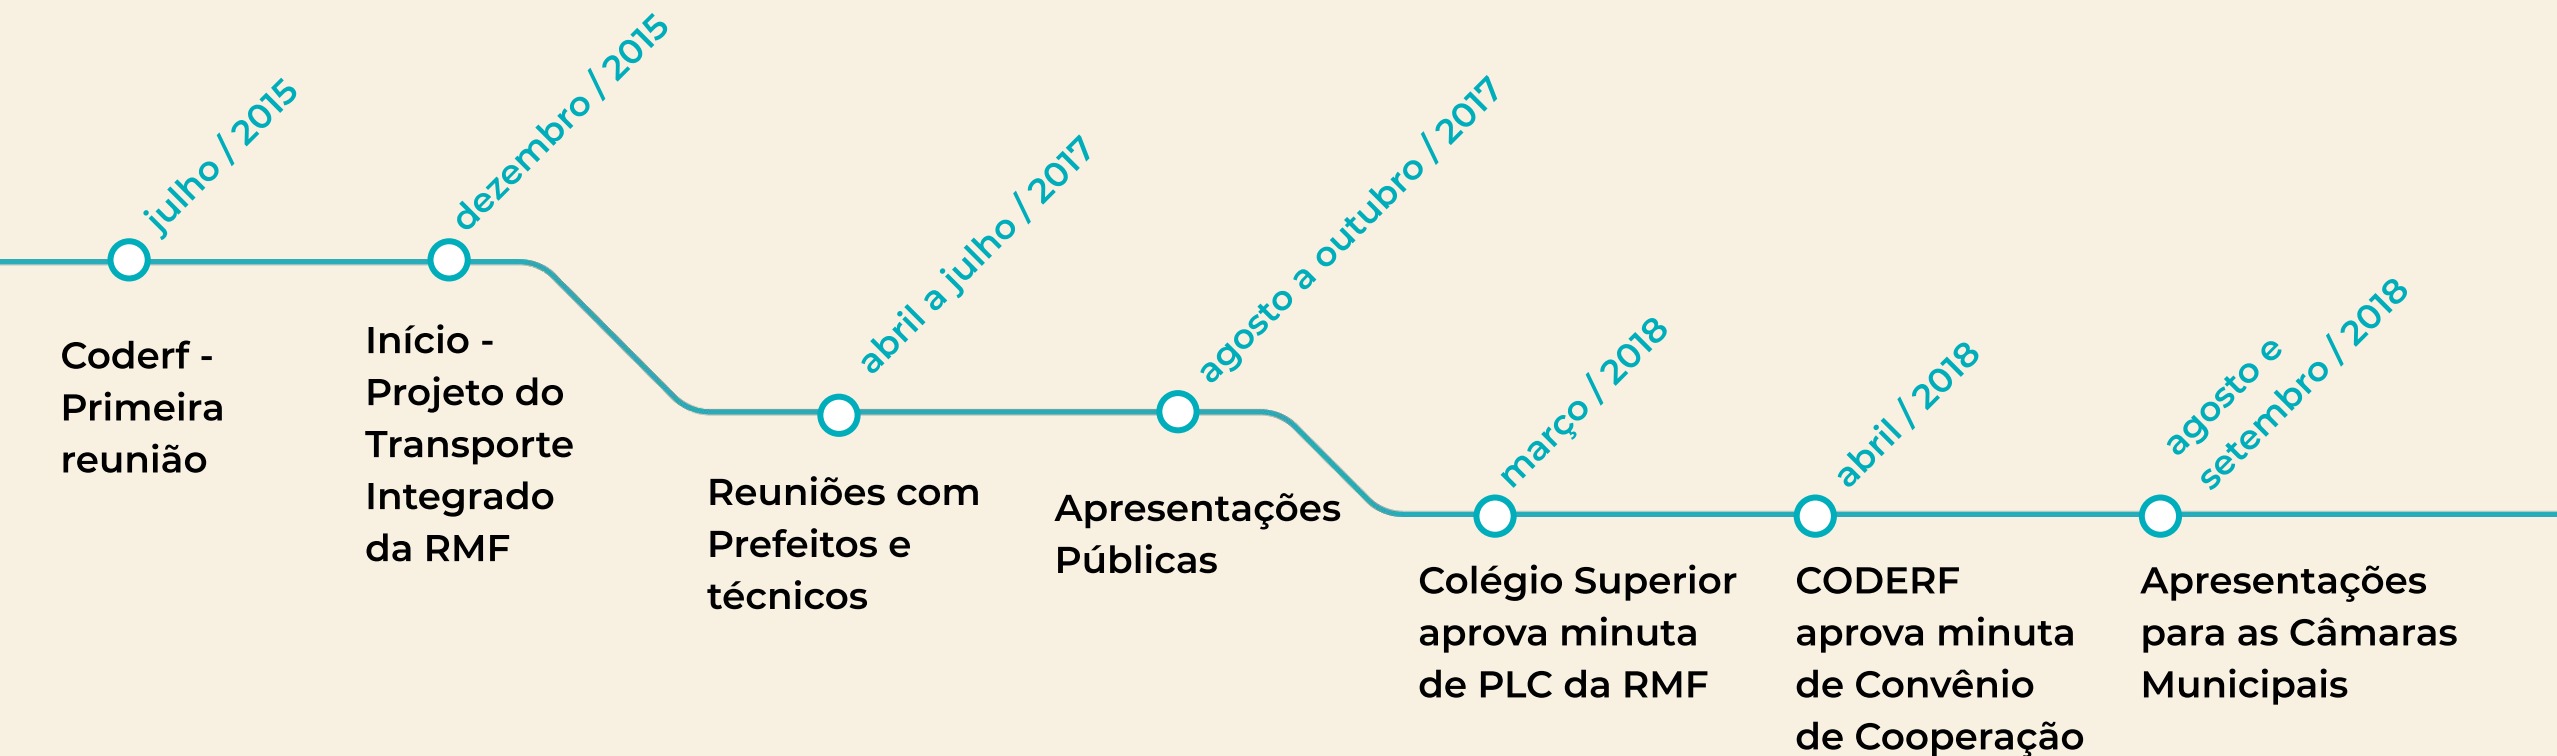 julho / 2015
Coderf -
Primeira
reunião
dezembro / 2015
Início -
Projeto do
Transporte
Integrado
da RMF
abril a julho / 2017
Reuniões com
Prefeitos e
técnicos
agosto a outubro / 2017
Apresentações
Públicas
março / 2018
Colégio Superior
aprova minuta
de PLC da RMF
abril / 2018
CODERF
aprova minuta
de Convênio
de Cooperação
agosto e
setembro / 2018
Apresentações
para as Câmaras
Municipais